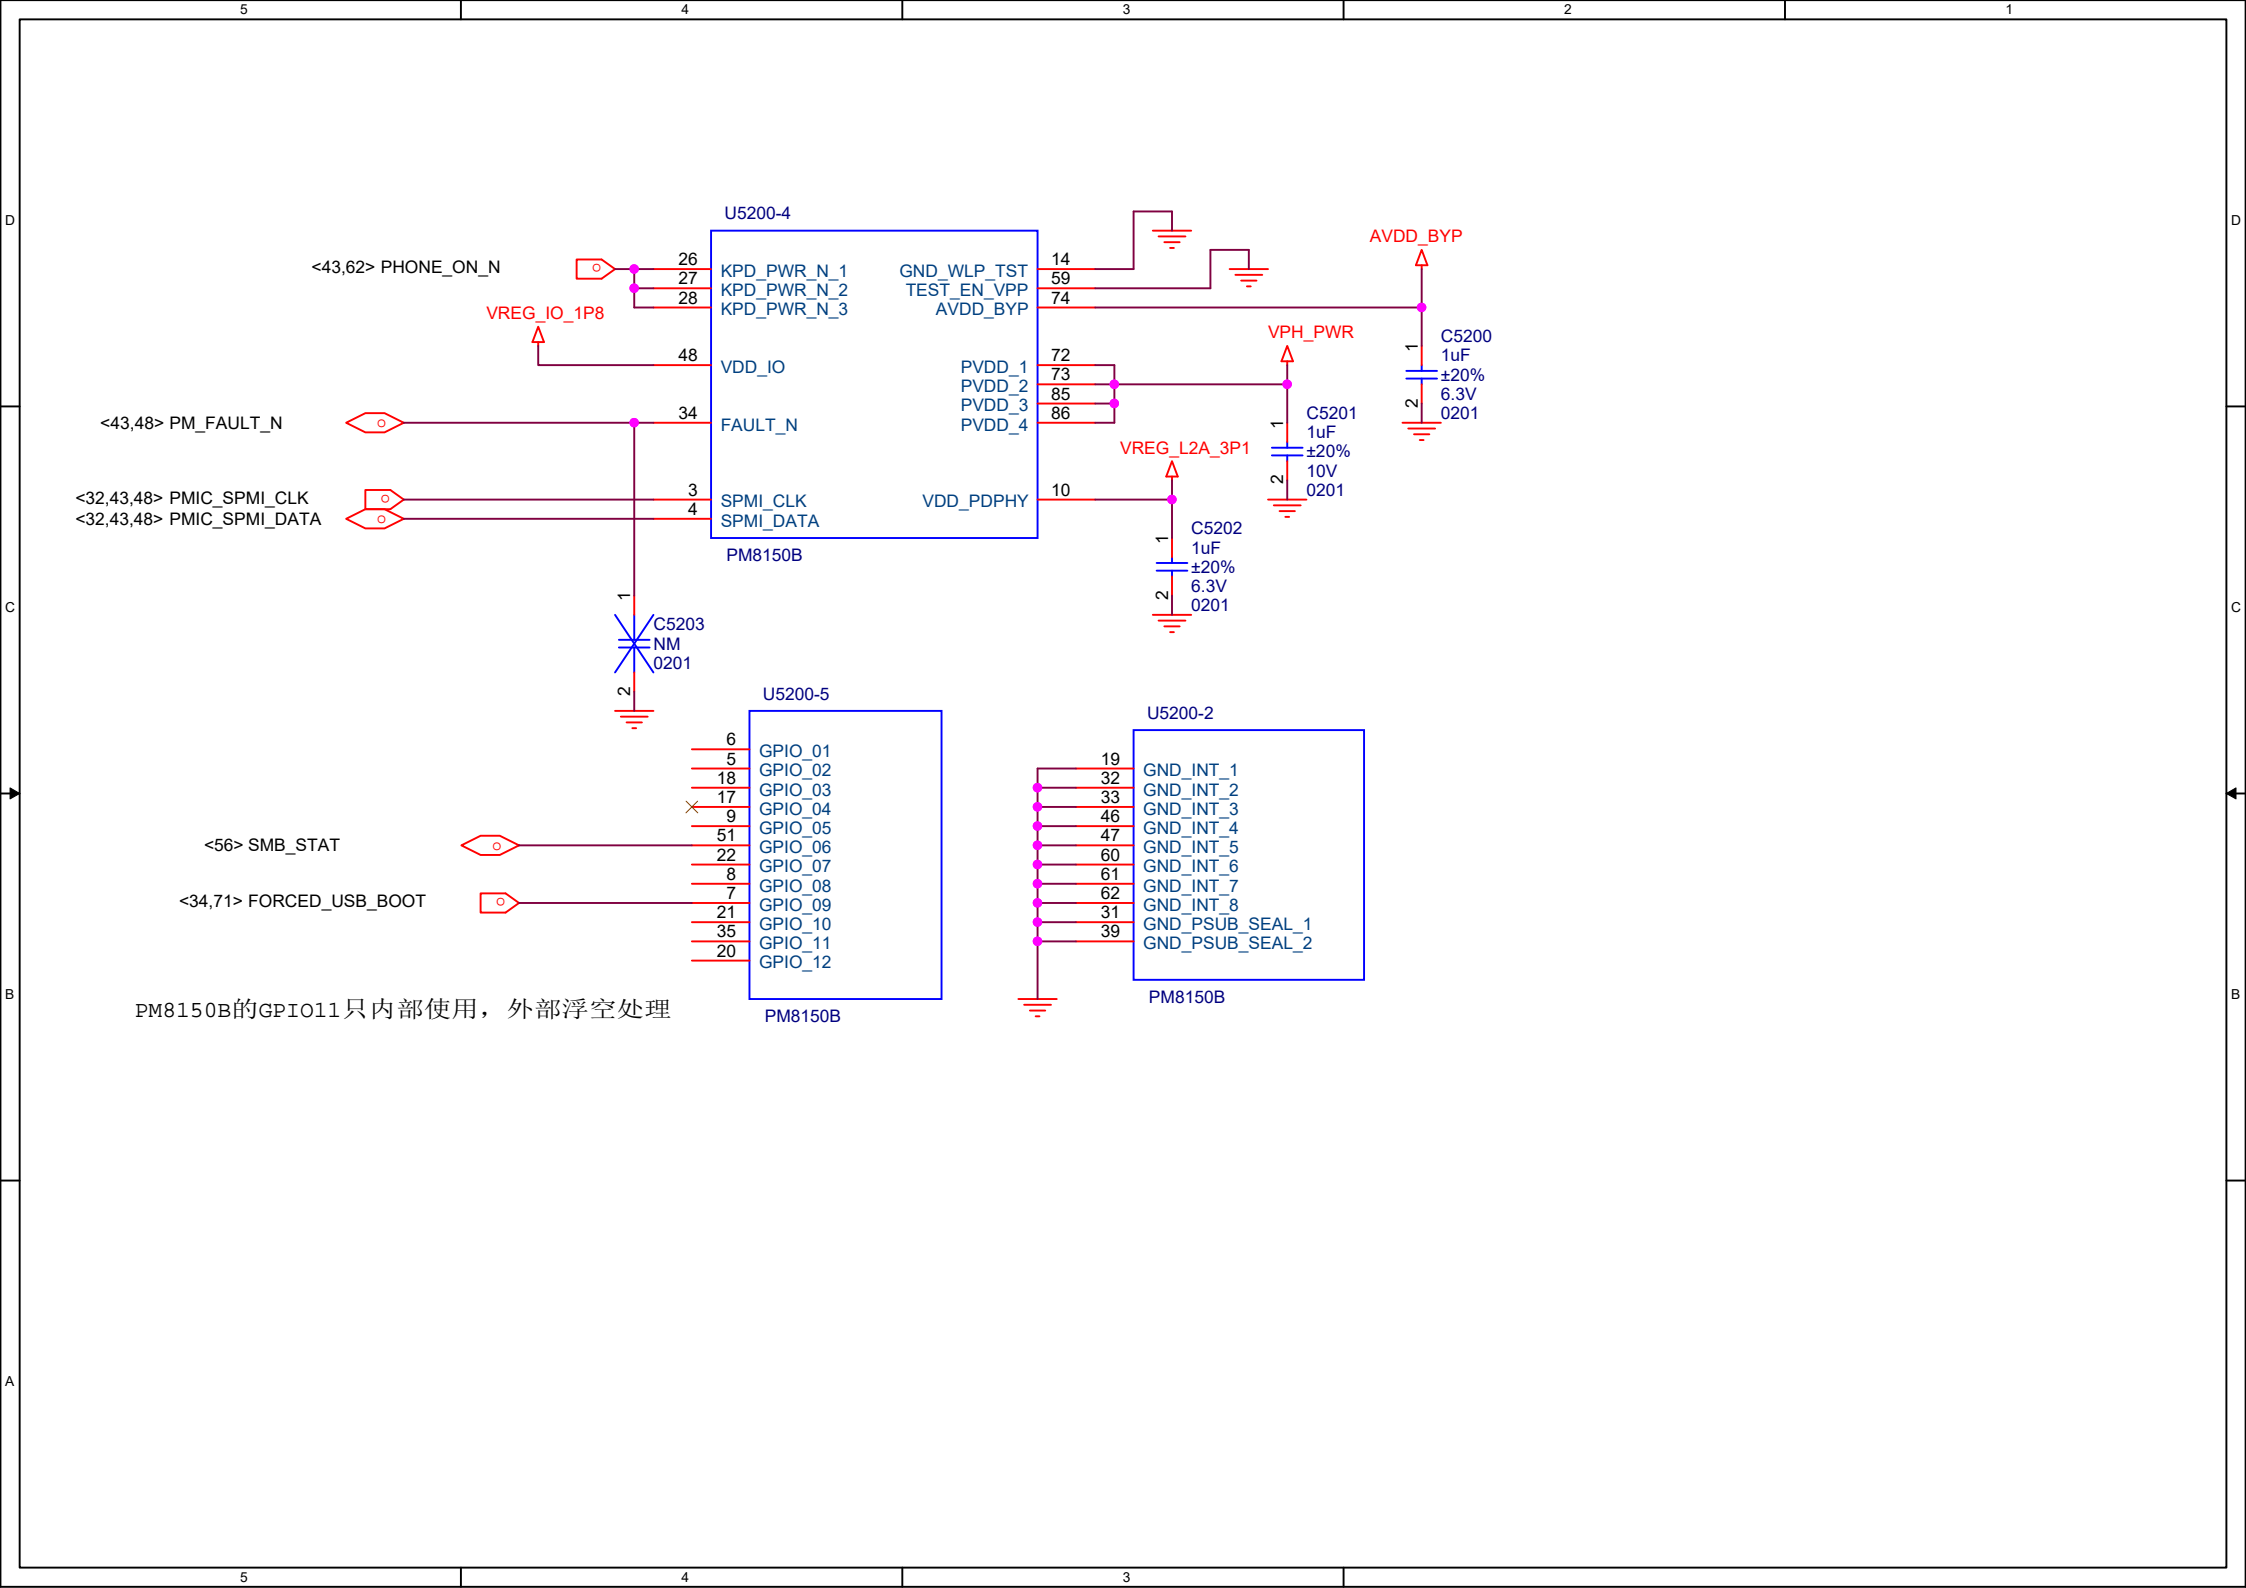 5 4 3 2 1
D D
C C
B B
A
U5200-4
<43,62> PHONE_ON_N
26 KPD_PWR_N_1
27 KPD_PWR_N_2
28 KPD_PWR_N_3
VREG_IO_1P8
48 VDD_IO
<43,48> PM_FAULT_N
34 FAULT_N
<32,43,48> PMIC_SPMI_CLK
3 SPMI_CLK
<32,43,48> PMIC_SPMI_DATA
4 SPMI_DATA
GND_WLP_TST 14
TEST_EN_VPP 59
AVDD_BYP 74
PVDD_1 72
PVDD_2 73
PVDD_3 85
PVDD_4 86
VDD_PDPHY 10
PM8150B
AVDD_BYP
1
2
C5200
1uF
±20%
6.3V
0201
VPH_PWR
1
2
C5201
1uF
±20%
10V
0201
VREG_L2A_3P1
1
2
C5202
1uF
±20%
6.3V
0201
1
2
C5203
NM
0201
U5200-5
6 GPIO_01
5 GPIO_02
18 GPIO_03
17 GPIO_04
9 GPIO_05
<56> SMB_STAT
51 GPIO_06
22 GPIO_07
8 GPIO_08
<34,71> FORCED_USB_BOOT
7 GPIO_09
21 GPIO_10
35 GPIO_11
20 GPIO_12
PM8150B
PM8150B的GPIO11只内部使用，外部浮空处理
U5200-2
19 GND_INT_1
32 GND_INT_2
33 GND_INT_3
46 GND_INT_4
47 GND_INT_5
60 GND_INT_6
61 GND_INT_7
62 GND_INT_8
31 GND_PSUB_SEAL_1
39 GND_PSUB_SEAL_2
PM8150B
5 4 3